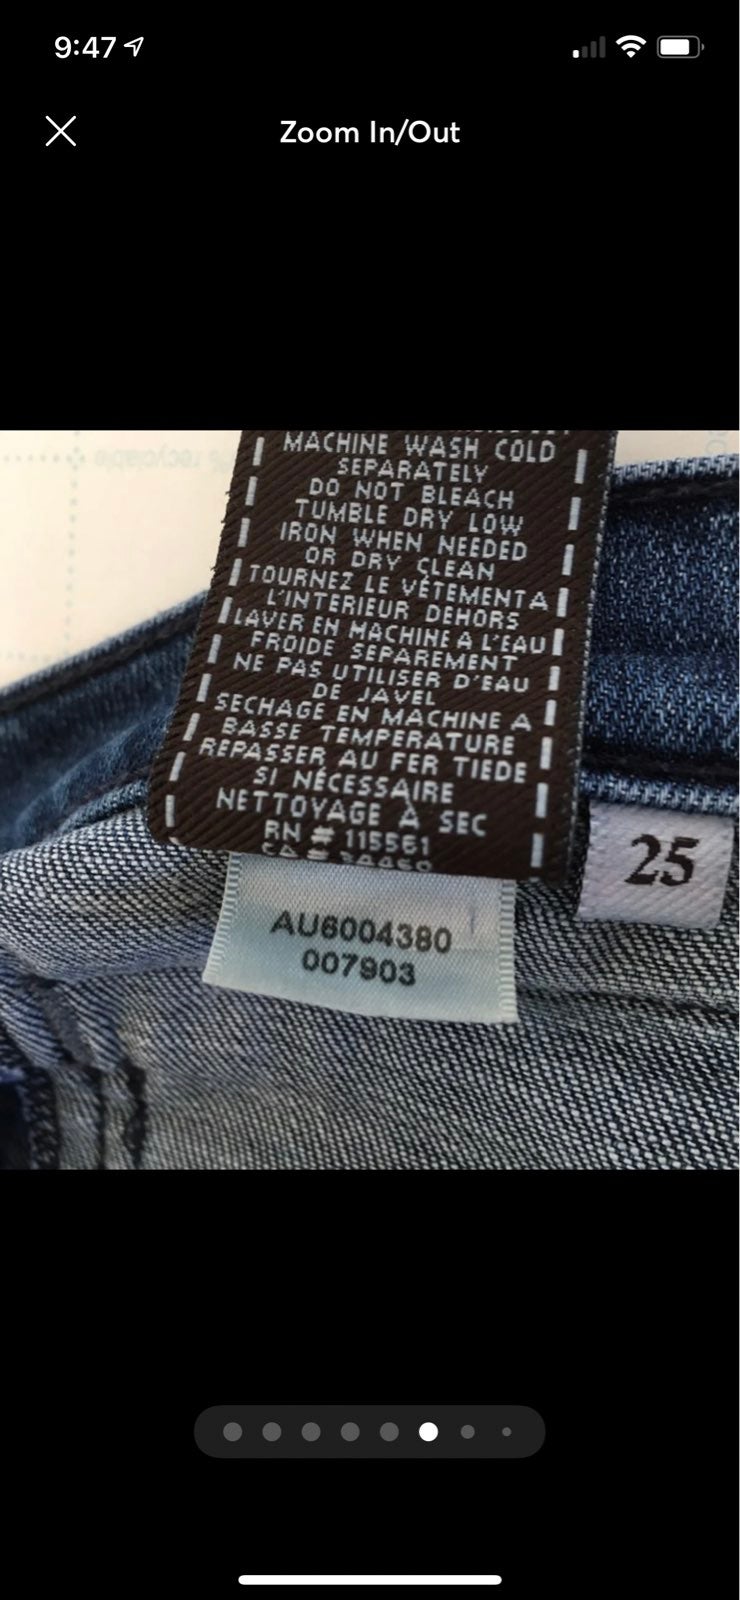 9:47
Zoom In/Out
MACHINE WASH COLD
SEPARATELY
DO NOT BLEACH
TUMBLE DRY LOW
IRON WHEN NEEDED
OR DRY CLEAN
TOURNEZ LE VÊTEMENT A
L'INTERIEUR DEHORS
LAVER EN MACHINE A L'EAU
FROIDE SEPAREMENT
NE PAS UTILISER D'EAU
DE JAVEL
SECHAGE EN MACHINE A
BASSE TEMPERATURE
REPASSER AU FER TIEDE
SI NÉCESSAIRE
NETTOYAGE À SEC
RN # 115561
25
AU6004380
007903